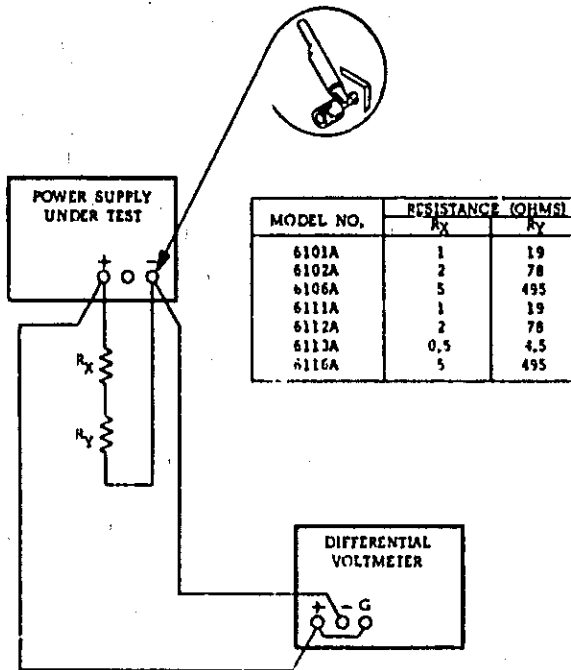 POWER SUPPLY
UNDER TEST
+ -
RX
RY
MODEL NO. RESISTANCE (OHMS)
RX RY
6101A 1 19
6102A 2 78
6106A 5 495
6111A 1 19
6112A 2 78
6113A 0.5 4.5
6116A 5 495
DIFFERENTIAL
VOLTMETER
+ - G